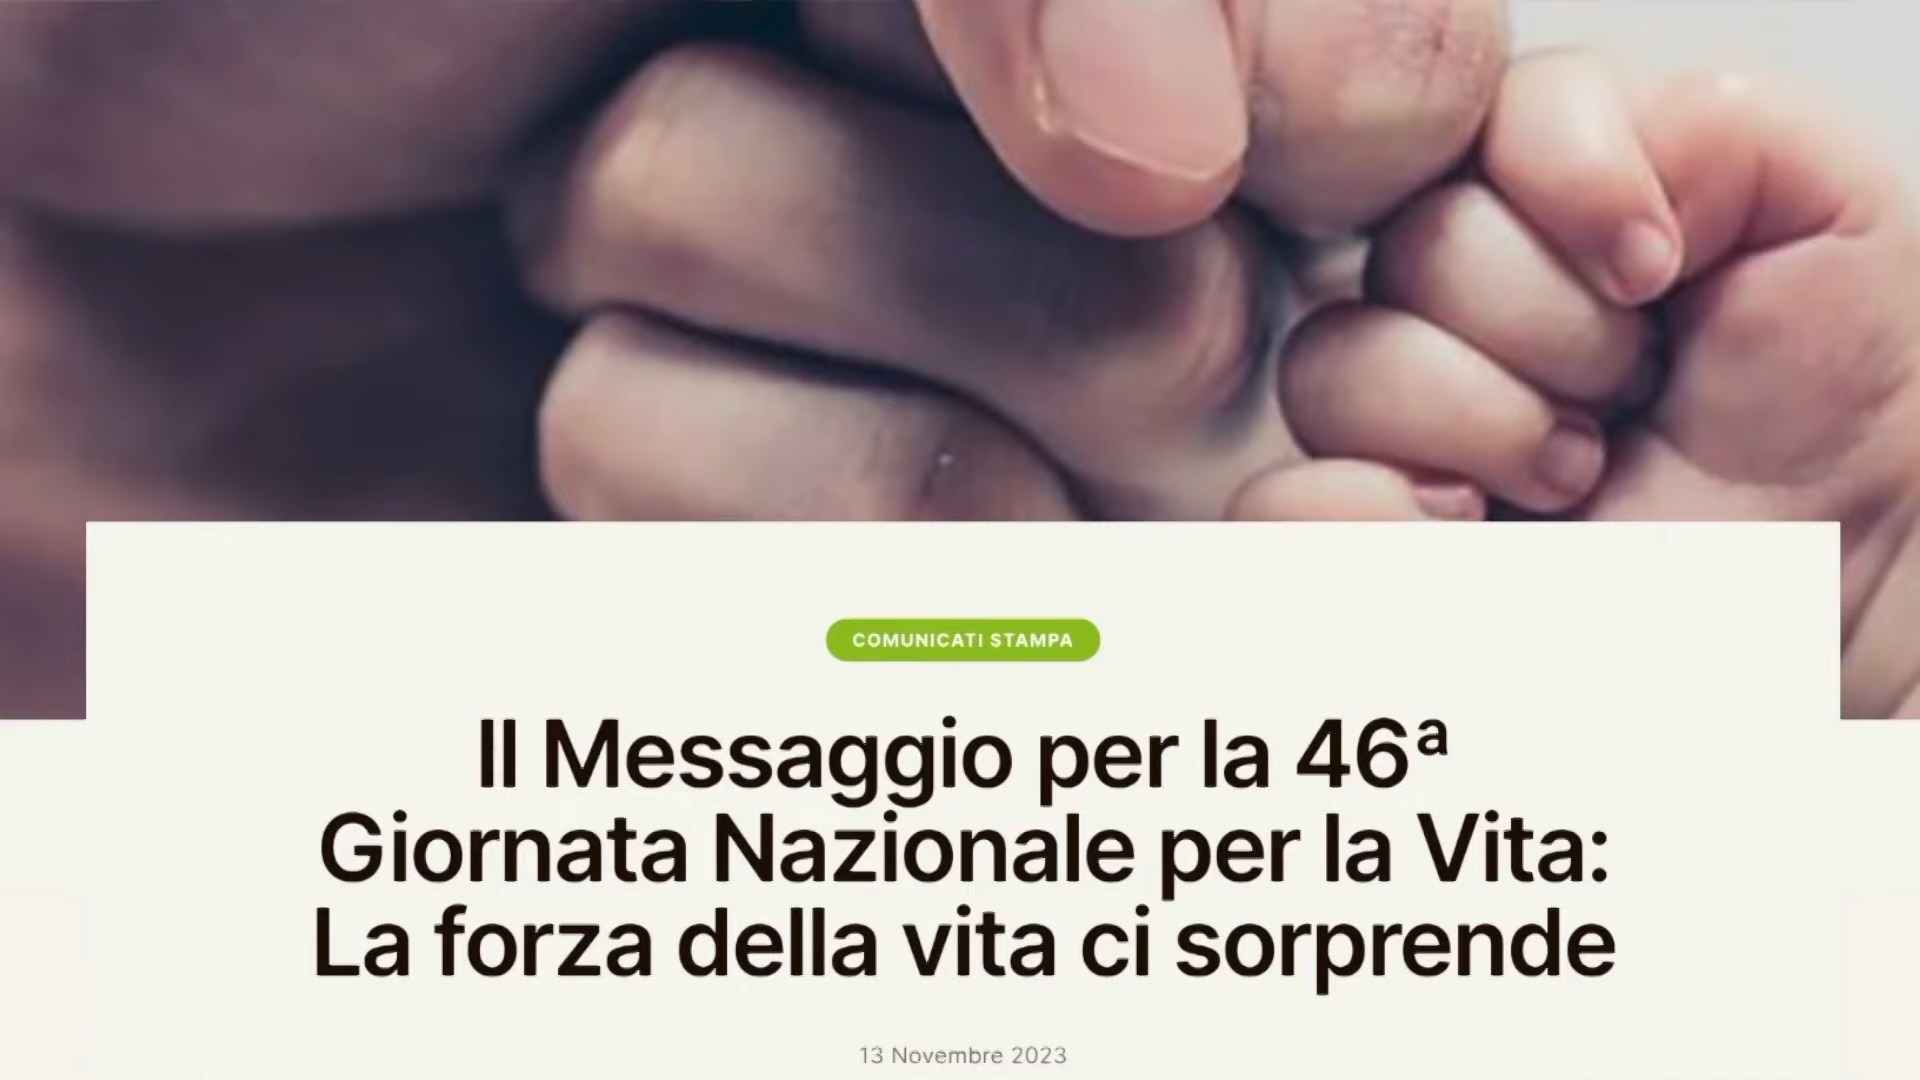 COMUNICATI STAMPA
Il Messaggio per la 46ª
Giornata Nazionale per la Vita:
La forza della vita ci sorprende
13 Novembre 2023